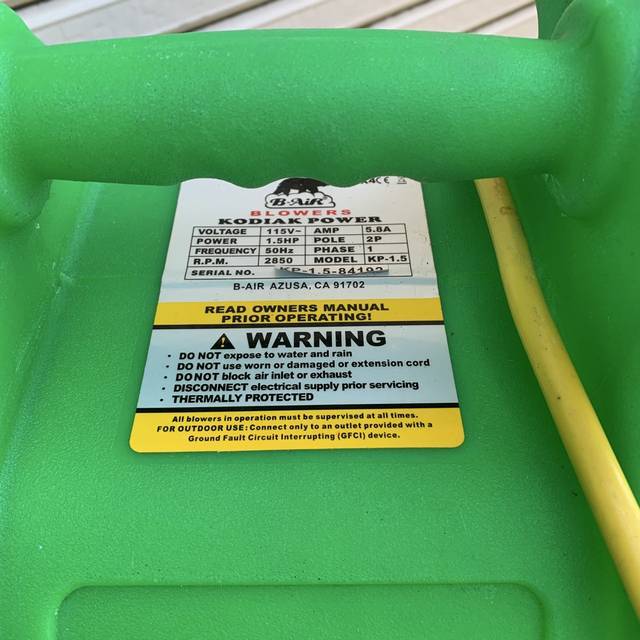 B-AiR
BLOWERS
KODIAK POWER
VOLTAGE 115V~ AMP 5.8A
POWER 1.5HP POLE 2P
FREQUENCY 50Hz PHASE 1
R.P.M. 2850 MODEL KP-1.5
SERIAL NO. KP-1.5-84192
B-AIR AZUSA, CA 91702
READ OWNERS MANUAL
PRIOR OPERATING!
WARNING
• DO NOT expose to water and rain
• DO NOT use worn or damaged or extension cord
• DO NOT block air inlet or exhaust
• DISCONNECT electrical supply prior servicing
• THERMALLY PROTECTED
All blowers in operation must be supervised at all times.
FOR OUTDOOR USE: Connect only to an outlet provided with a
Ground Fault Circuit Interrupting (GFCI) device.